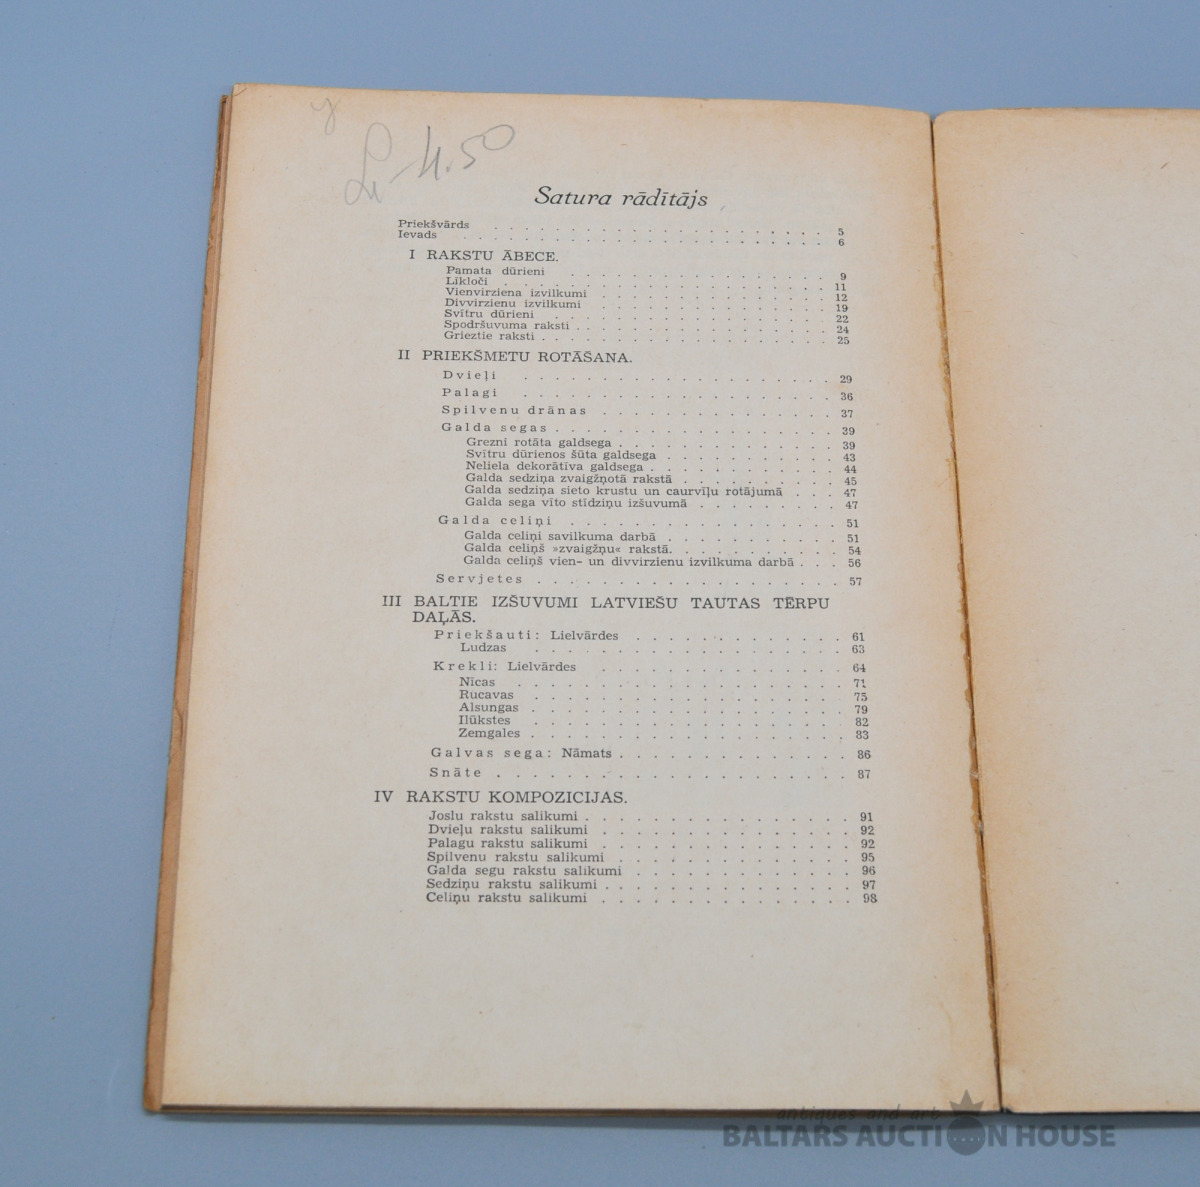 y
L 4.50
Satura rādītājs
Priekšvārds . . . . . . . . . . . . . . . . . . . . 5
Ievads . . . . . . . . . . . . . . . . . . . . 6
I RAKSTU ĀBECE.
Pamata dūrieni . . . . . . . . . . . . . . . 9
Līkloči . . . . . . . . . . . . . . . . . . 11
Vienvirziena izvilkumi . . . . . . . . . . . . . 12
Divvirzienu izvilkumi . . . . . . . . . . . . . 19
Svītru dūrieni . . . . . . . . . . . . . . . 22
Spodršuvuma raksti . . . . . . . . . . . . . . 24
Grieztie raksti . . . . . . . . . . . . . . . . 25
II PRIEKŠMETU ROTĀŠANA.
Dvieļi . . . . . . . . . . . . . . . . . . . 29
Palagi . . . . . . . . . . . . . . . . . . . 36
Spilvenu drānas . . . . . . . . . . . . . . 37
Galda segas . . . . . . . . . . . . . . . . . 39
Grezni rotāta galdsega . . . . . . . . . . . . . 39
Svītru dūrienos šūta galdsega . . . . . . . . . . 43
Neliela dekorātīva galdsega . . . . . . . . . . . 44
Galda sedziņa zvaigžņotā rakstā . . . . . . . . . 45
Galda sedziņa sieto krustu un caurvīļu rotājumā . . . 47
Galda sega vīto stīdziņu izšuvumā . . . . . . . . 47
Galda celiņi . . . . . . . . . . . . . . . . 51
Galda celiņi savilkuma darbā . . . . . . . . . . 51
Galda celiņš »zvaigžņu« rakstā. . . . . . . . . . . 54
Galda celiņš vien- un divvirzienu izvilkuma darbā . . . 56
Servjetes . . . . . . . . . . . . . . . . . . 57
III BALTIE IZŠUVUMI LATVIEŠU TAUTAS TĒRPU
DAĻĀS.
Priekšauti: Lielvārdes . . . . . . . . . . . . . 61
Ludzas . . . . . . . . . . . . . . . . . . 63
Krekli: Lielvārdes . . . . . . . . . . . . . . 64
Nīcas . . . . . . . . . . . . . . . . . . . 71
Rucavas . . . . . . . . . . . . . . . . . . 75
Alsungas . . . . . . . . . . . . . . . . . . 79
Ilūkstes . . . . . . . . . . . . . . . . . . 82
Zemgales . . . . . . . . . . . . . . . . . . 83
Galvas sega: Nāmats . . . . . . . . . . . . . 86
Snāte . . . . . . . . . . . . . . . . . . . . 87
IV RAKSTU KOMPOZICIJAS.
Joslu rakstu salikumi . . . . . . . . . . . . . . . 91
Dvieļu rakstu salikumi . . . . . . . . . . . . . . 92
Palagu rakstu salikumi . . . . . . . . . . . . . . 92
Spilvenu rakstu salikumi . . . . . . . . . . . . . 95
Galda segu rakstu salikumi . . . . . . . . . . . . 96
Sedziņu rakstu salikumi . . . . . . . . . . . . . . 97
Celiņu rakstu salikumi . . . . . . . . . . . . . . 98
antiques and art
BALTARS AUCTION HOUSE